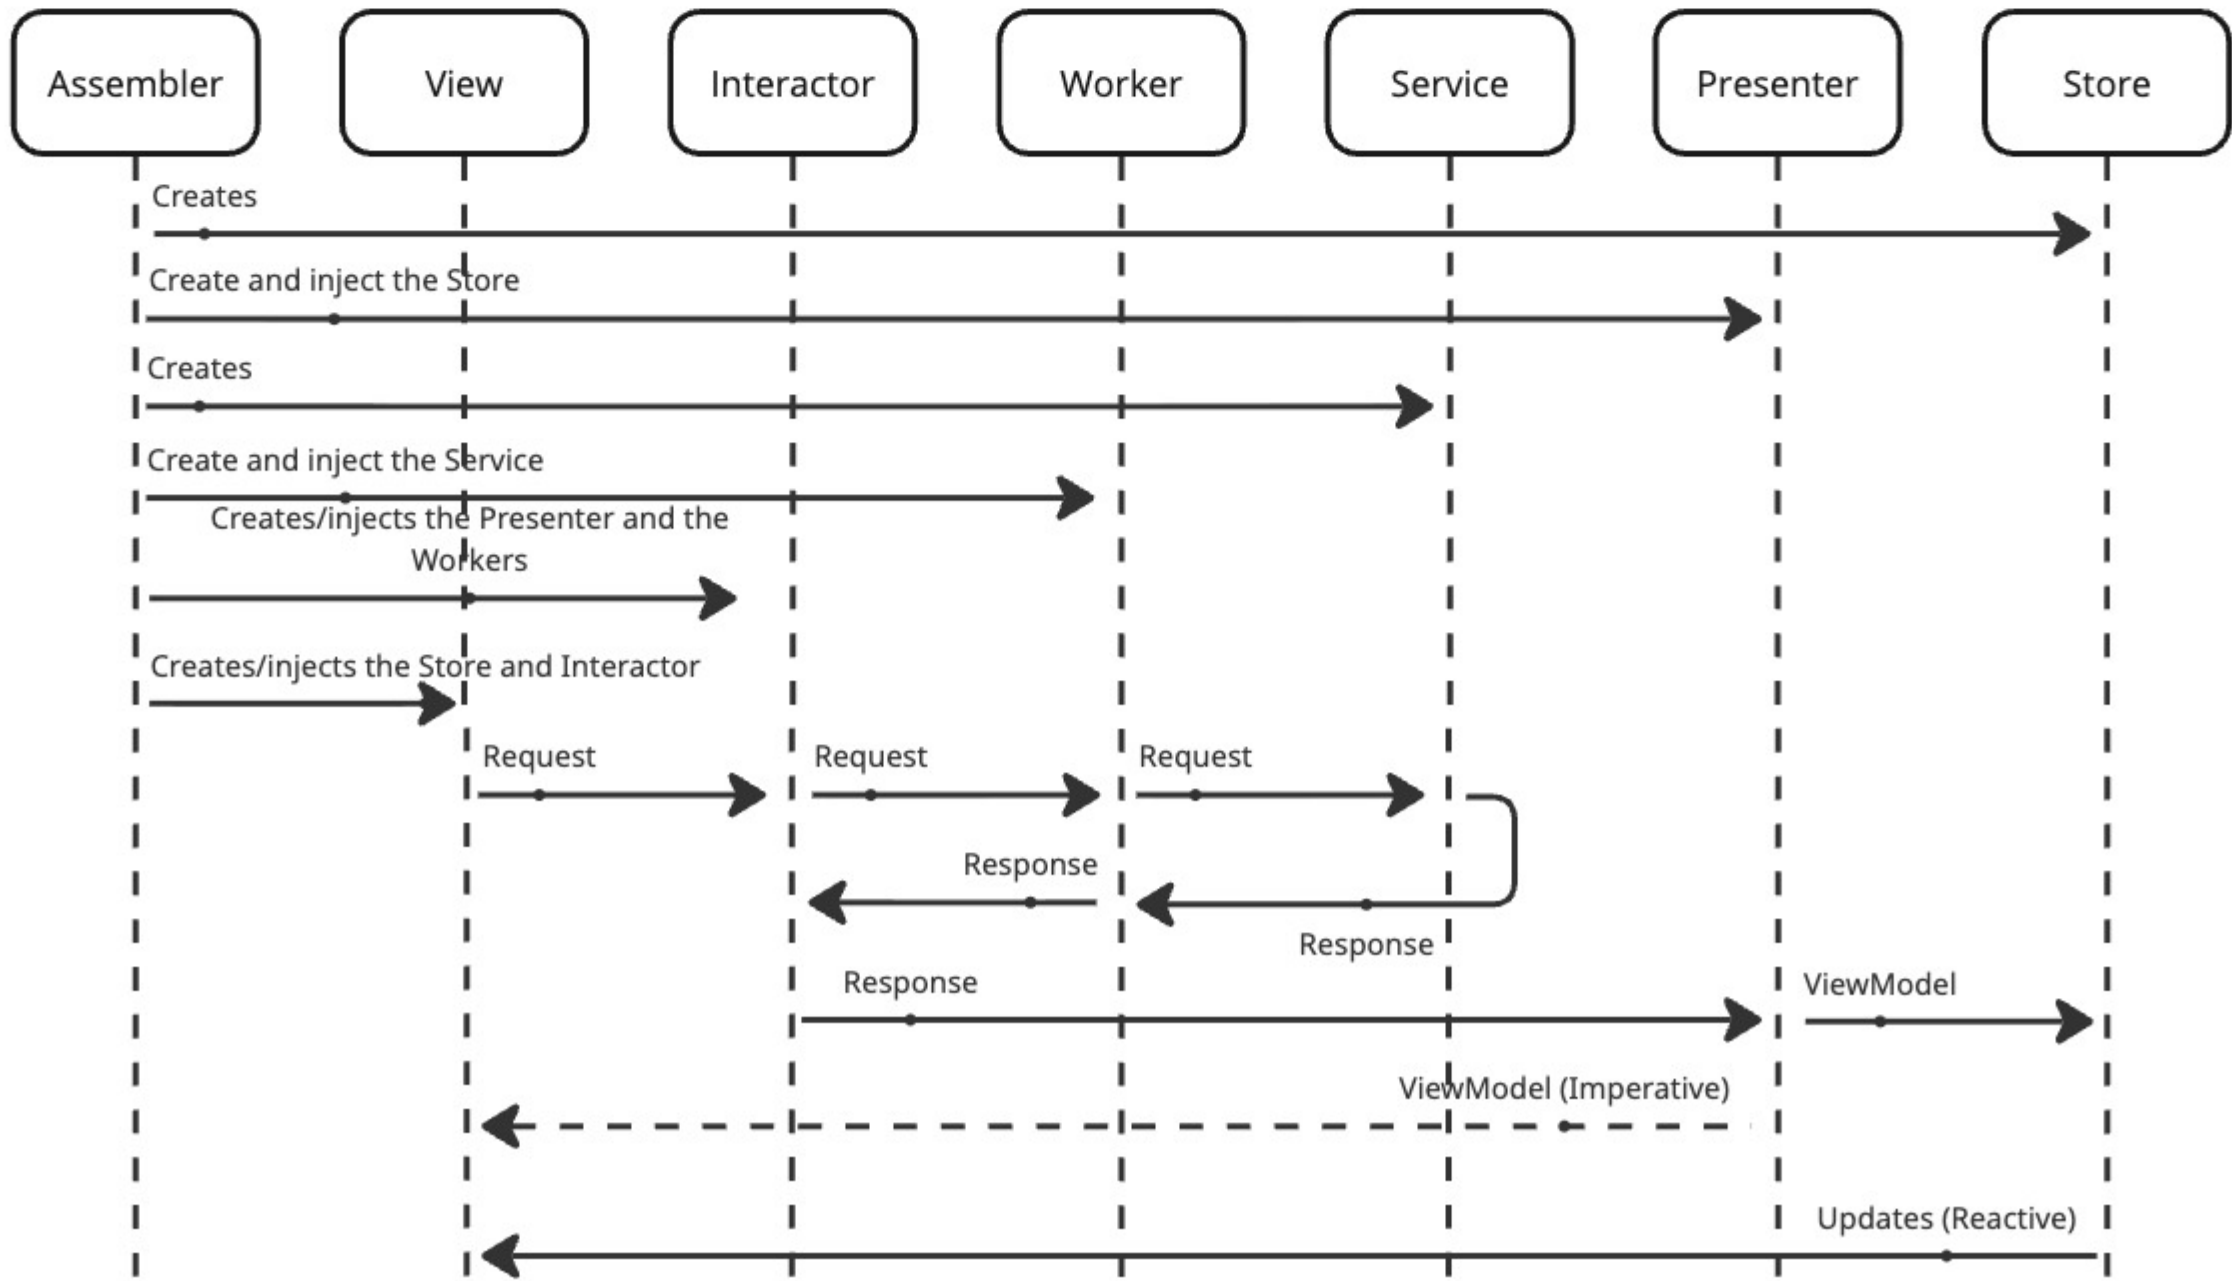 Assembler
View
Interactor
Worker
Service
Presenter
Store
Creates
Create and inject the Store
Creates
Create and inject the Service
Creates/injects the Presenter and the
Workers
Creates/injects the Store and Interactor
Request
Request
Request
Response
Response
Response
ViewModel
ViewModel (Imperative)
Updates (Reactive)